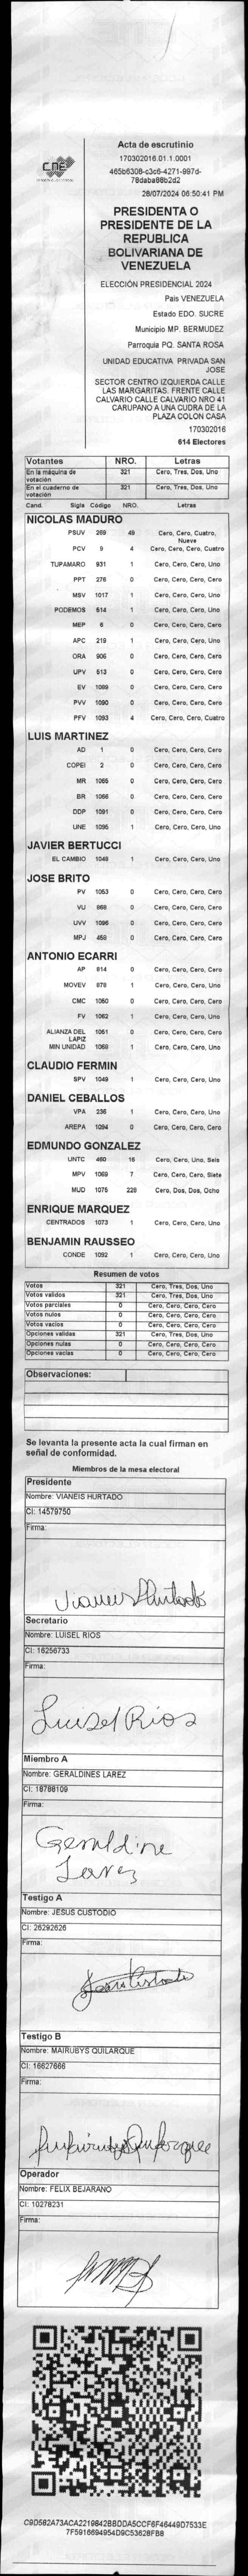 CNE
Acta de escrutinio
170302016.01.1.0001
465b6308-c3c6-4271-997d-
78daba88b2d2
28/07/2024 06:50:41 PM
PRESIDENTA O
PRESIDENTE DE LA
REPUBLICA
BOLIVARIANA DE
VENEZUELA
ELECCIÓN PRESIDENCIAL 2024
Pais VENEZUELA
Estado EDO. SUCRE
Municipio MP. BERMUDEZ
Parroquia PQ. SANTA ROSA
UNIDAD EDUCATIVA PRIVADA SAN
JOSE
SECTOR CENTRO IZQUIERDA CALLE
LAS MARGARITAS. FRENTE CALLE
CALVARIO CALLE CALVARIO NRO 41
CARUPANO A UNA CUDRA DE LA
PLAZA COLON CASA
170302016
614 Electores
Votantes NRO. Letras
En la máquina de votación 321 Cero, Tres, Dos, Uno
En el cuaderno de votación 321 Cero, Tres, Dos, Uno
Cand. Sigla Código NRO. Letras
NICOLAS MADURO
PSUV 269 49 Cero, Cero, Cuatro, Nueve
PCV 9 4 Cero, Cero, Cero, Cuatro
TUPAMARO 931 1 Cero, Cero, Cero, Uno
PPT 276 0 Cero, Cero, Cero, Cero
MSV 1017 1 Cero, Cero, Cero, Uno
PODEMOS 514 1 Cero, Cero, Cero, Uno
MEP 6 0 Cero, Cero, Cero, Cero
APC 219 1 Cero, Cero, Cero, Uno
ORA 906 0 Cero, Cero, Cero, Cero
UPV 513 0 Cero, Cero, Cero, Cero
EV 1089 0 Cero, Cero, Cero, Cero
PVV 1090 0 Cero, Cero, Cero, Cero
PFV 1093 4 Cero, Cero, Cero, Cuatro
LUIS MARTINEZ
AD 1 0 Cero, Cero, Cero, Cero
COPEI 2 0 Cero, Cero, Cero, Cero
MR 1065 0 Cero, Cero, Cero, Cero
BR 1066 0 Cero, Cero, Cero, Cero
DDP 1091 0 Cero, Cero, Cero, Cero
UNE 1095 1 Cero, Cero, Cero, Uno
JAVIER BERTUCCI
EL CAMBIO 1049 1 Cero, Cero, Cero, Uno
JOSE BRITO
PV 1053 0 Cero, Cero, Cero, Cero
VU 868 0 Cero, Cero, Cero, Cero
UVV 1096 0 Cero, Cero, Cero, Cero
MPJ 458 0 Cero, Cero, Cero, Cero
ANTONIO ECARRI
AP 814 0 Cero, Cero, Cero, Cero
MOVEV 878 1 Cero, Cero, Cero, Uno
CMC 1050 0 Cero, Cero, Cero, Cero
FV 1062 1 Cero, Cero, Cero, Uno
ALIANZA DEL LAPIZ 1051 0 Cero, Cero, Cero, Cero
MIN UNIDAD 1068 1 Cero, Cero, Cero, Uno
CLAUDIO FERMIN
SPV 1 Cero, Cero, Cero, Uno
DANIEL CEBALLOS
VPA 236 1 Cero, Cero, Cero, Uno
AREPA 1094 0 Cero, Cero, Cero, Cero
EDMUNDO GONZALEZ
UNTC 460 16 Cero, Cero, Uno, Seis
MPV 1069 7 Cero, Cero, Cero, Siete
MUD 1075 228 Cero, Dos, Dos, Ocho
ENRIQUE MARQUEZ
CENTRADOS 1073 1 Cero, Cero, Cero, Uno
BENJAMIN RAUSSEO
CONDE 1092 1 Cero, Cero, Cero, Uno
Resumen de votos
Votos 321 Cero, Tres, Dos, Uno
Votos validos 321 Cero, Tres, Dos, Uno
Votos parciales 0 Cero, Cero, Cero, Cero
Votos nulos 0 Cero, Cero, Cero, Cero
Votos vacios 0 Cero, Cero, Cero, Cero
Opciones validas 321 Cero, Tres, Dos, Uno
Opciones nulas 0 Cero, Cero, Cero, Cero
Opciones vacias 0 Cero, Cero, Cero, Cero
Observaciones:
Se levanta la presente acta la cual firman en
señal de conformidad.
Miembros de la mesa electoral
Presidente
Nombre: VIANEIS HURTADO
CI: 14579750
Firma:
Vianeis Hurtado
Secretario
Nombre: LUISEL RIOS
CI: 16256733
Firma:
Luisel Rios
Miembro A
Nombre: GERALDINES LAREZ
CI: 18788109
Firma:
Geraldine
Larez
Testigo A
Nombre: JESUS CUSTODIO
CI: 26292626
Firma:
Testigo B
Nombre: MAIRUBYS QUILARQUE
CI: 16627666
Firma:
Operador
Nombre: FELIX BEJARANO
CI: 10278231
Firma:
C9D582A73ACA2219842BBDDA5CCF6F46449D7533E
7F5916694954D9C53628FB8